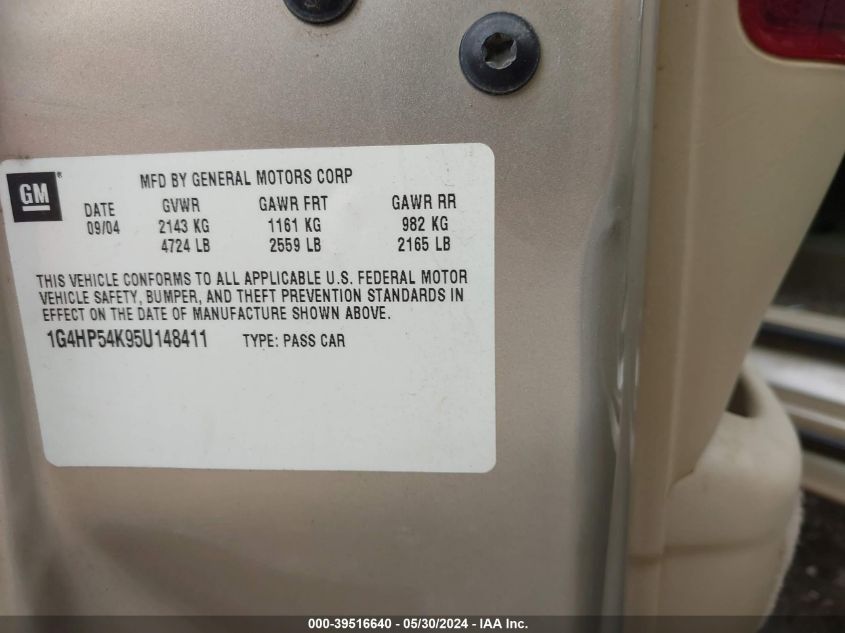 GM®
MFD BY GENERAL MOTORS CORP
DATE GVWR GAWR FRT GAWR RR
09/04 2143 KG 1161 KG 982 KG
4724 LB 2559 LB 2165 LB
THIS VEHICLE CONFORMS TO ALL APPLICABLE U.S. FEDERAL MOTOR
VEHICLE SAFETY, BUMPER, AND THEFT PREVENTION STANDARDS IN
EFFECT ON THE DATE OF MANUFACTURE SHOWN ABOVE.
1G4HP54K95U148411 TYPE: PASS CAR
000-39516640 - 05/30/2024 - IAA Inc.